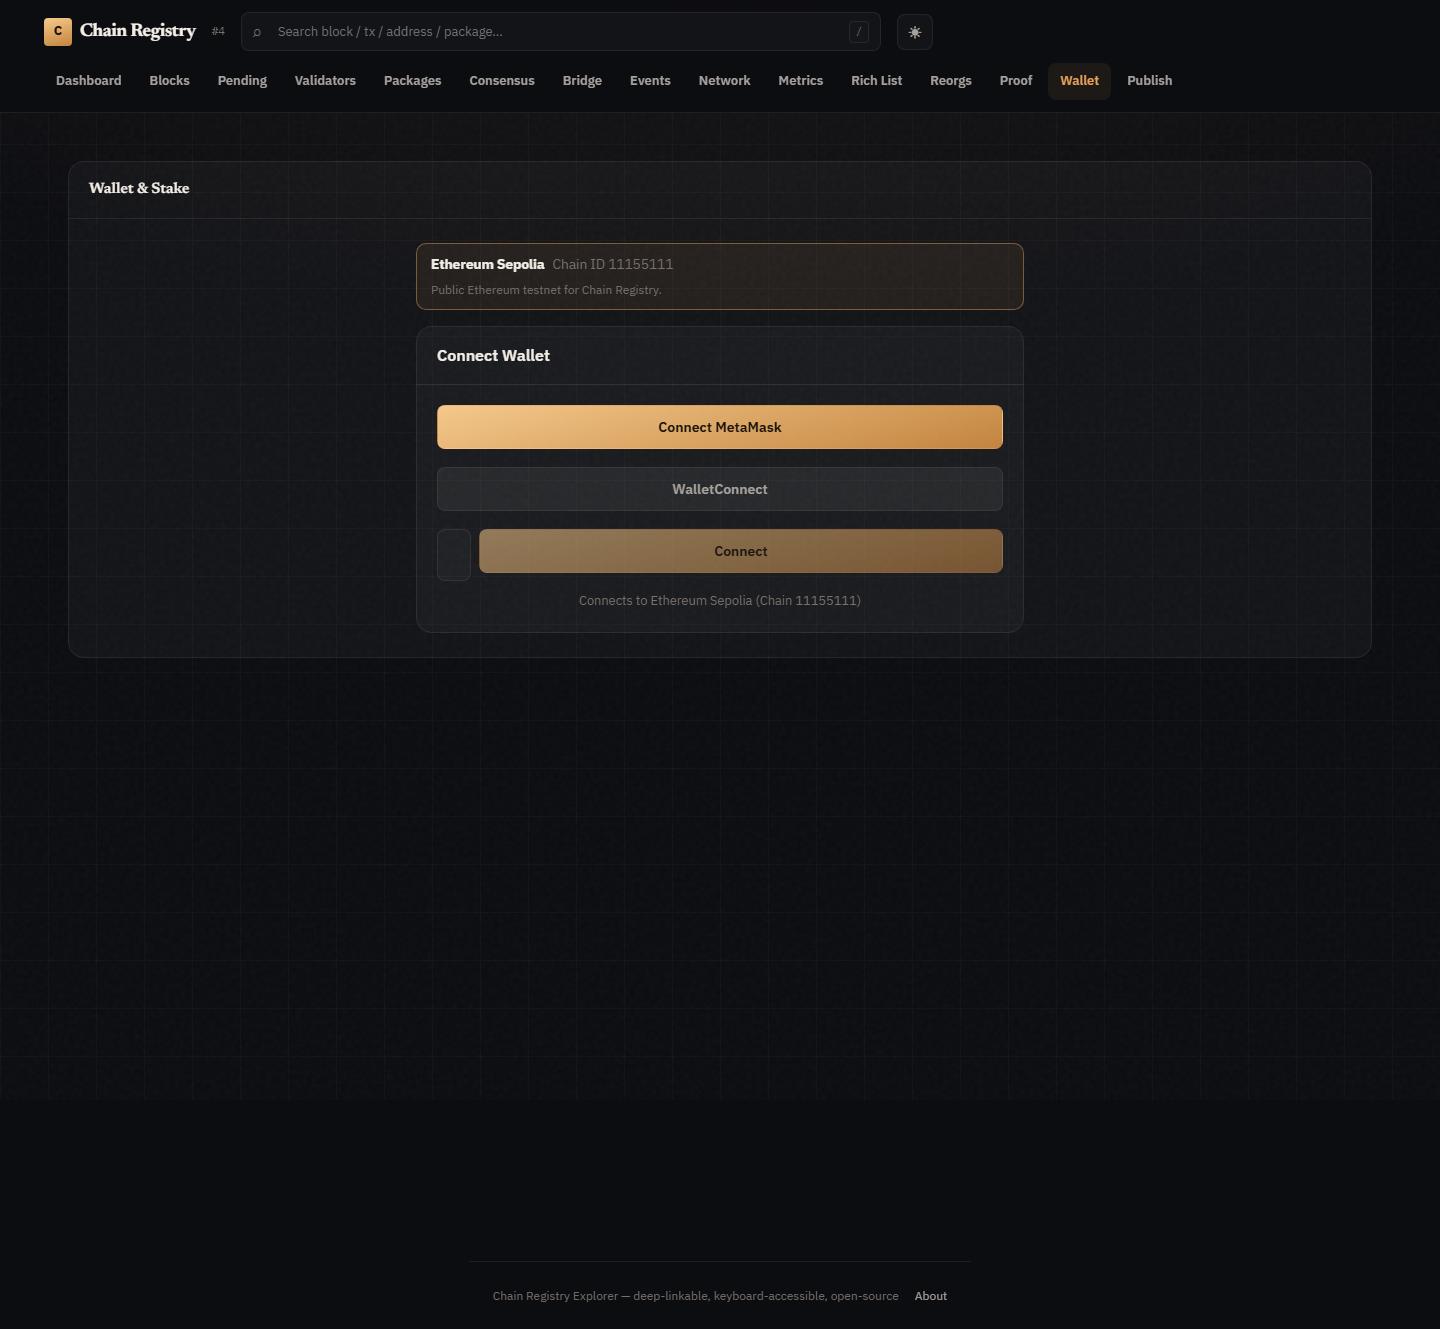 C Chain Registry #4 Search block / tx / address / package... /
Dashboard Blocks Pending Validators Packages Consensus Bridge Events Network Metrics Rich List Reorgs Proof Wallet Publish
Wallet & Stake
Ethereum Sepolia Chain ID 11155111
Public Ethereum testnet for Chain Registry.
Connect Wallet
Connect MetaMask
WalletConnect
Connect
Connects to Ethereum Sepolia (Chain 11155111)
Chain Registry Explorer — deep-linkable, keyboard-accessible, open-source About